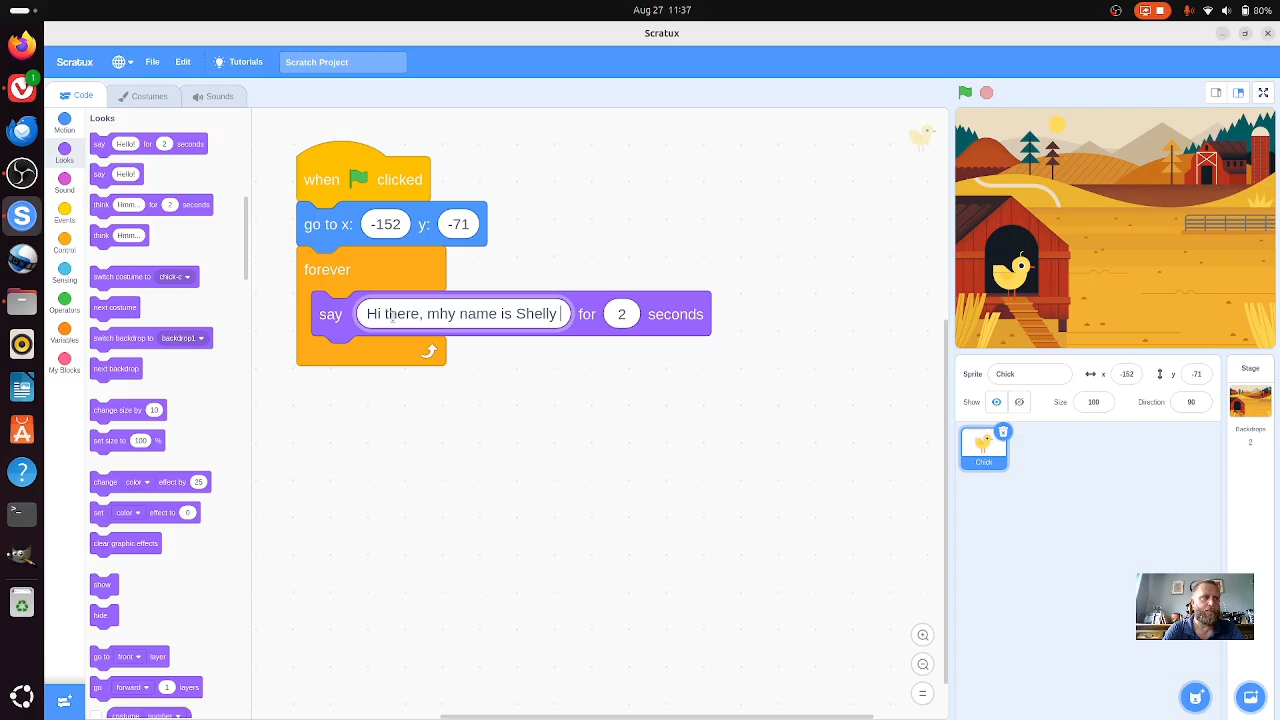 Aug 27 11:37
80%
Scratux
Scratux File Edit Tutorials Scratch Project
1
Code Costumes Sounds
Motion
Looks
Sound
Events
Control
Sensing
Operators
Variables
My Blocks
Looks
say Hello! for 2 seconds
say Hello!
think Hmm... for 2 seconds
think Hmm...
switch costume to chick-c
next costume
switch backdrop to backdrop1
next backdrop
change size by 10
set size to 100 %
change color effect by 25
set color effect to 0
clear graphic effects
show
hide
go to front layer
go forward 1 layers
costume number
when clicked
go to x: -152 y: -71
forever
say Hi there, mhy name is Shelly for 2 seconds
Sprite Chick x -152 y -71
Show Size 100 Direction 90
Chick
Stage
Backdrops
2